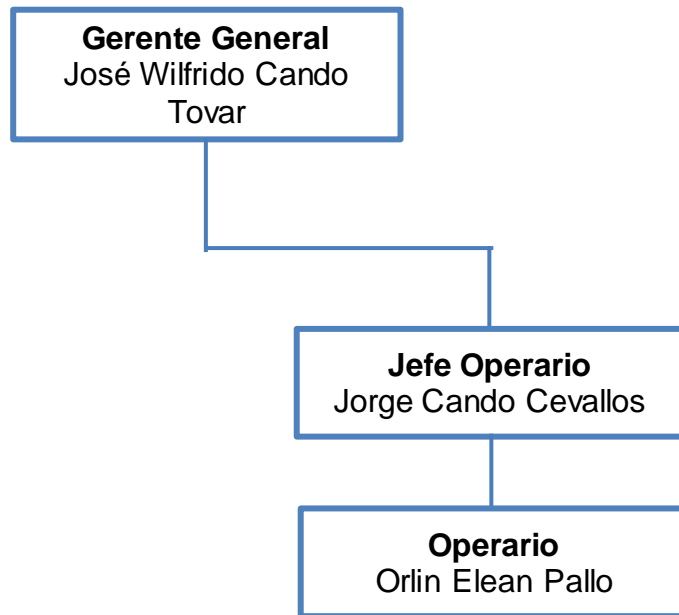 Gerente General
José Wilfrido Cando
Tovar
Jefe Operario
Jorge Cando Cevallos
Operario
Orlin Elean Pallo